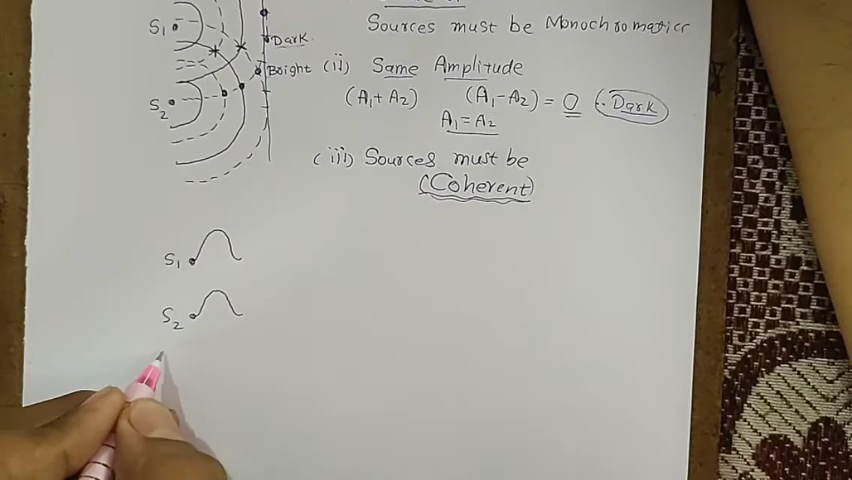 Sources must be Monochromatics
S1
Dark
Bright
(ii) Same Amplitude
S2
(A1+A2) (A1-A2) = 0 (∴ Dark)
A1=A2
(iii) Sources must be
(Coherent)
S1
S2